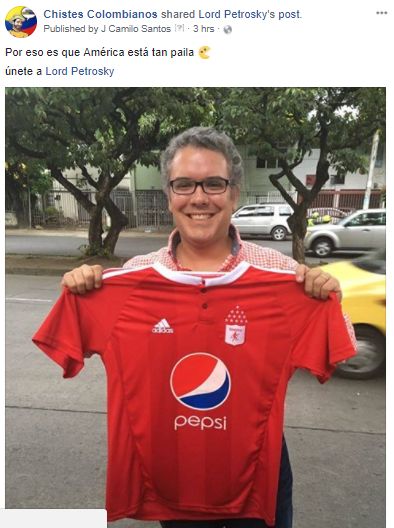 Chistes Colombianos shared Lord Petrosky's post.
Published by J Camilo Santos [?] · 3 hrs ·
Por eso es que América está tan paila
únete a Lord Petrosky
adidas
pepsi